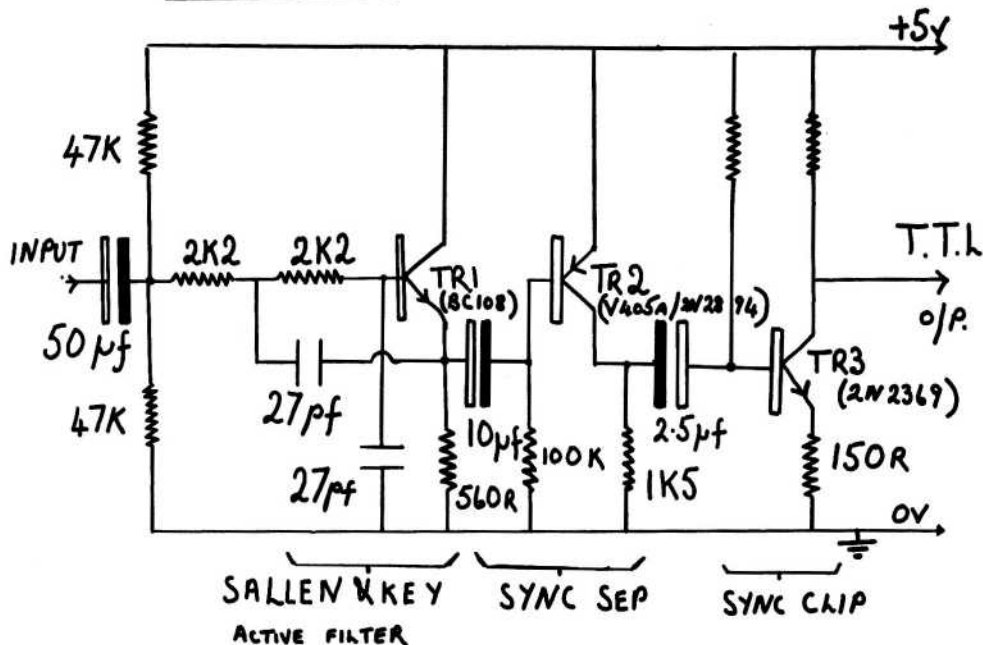 +5V
47K
INPUT
2K2
2K2
T.T.L
O/P.
TR1
(BC108)
TR2
(V405A/2N2894)
TR3
(2N2369)
50µf
27pf
47K
10µf
100K
2.5µf
150R
27pf
560R
1K5
0V
SALLEN & KEY
ACTIVE FILTER
SYNC SEP
SYNC CLIP